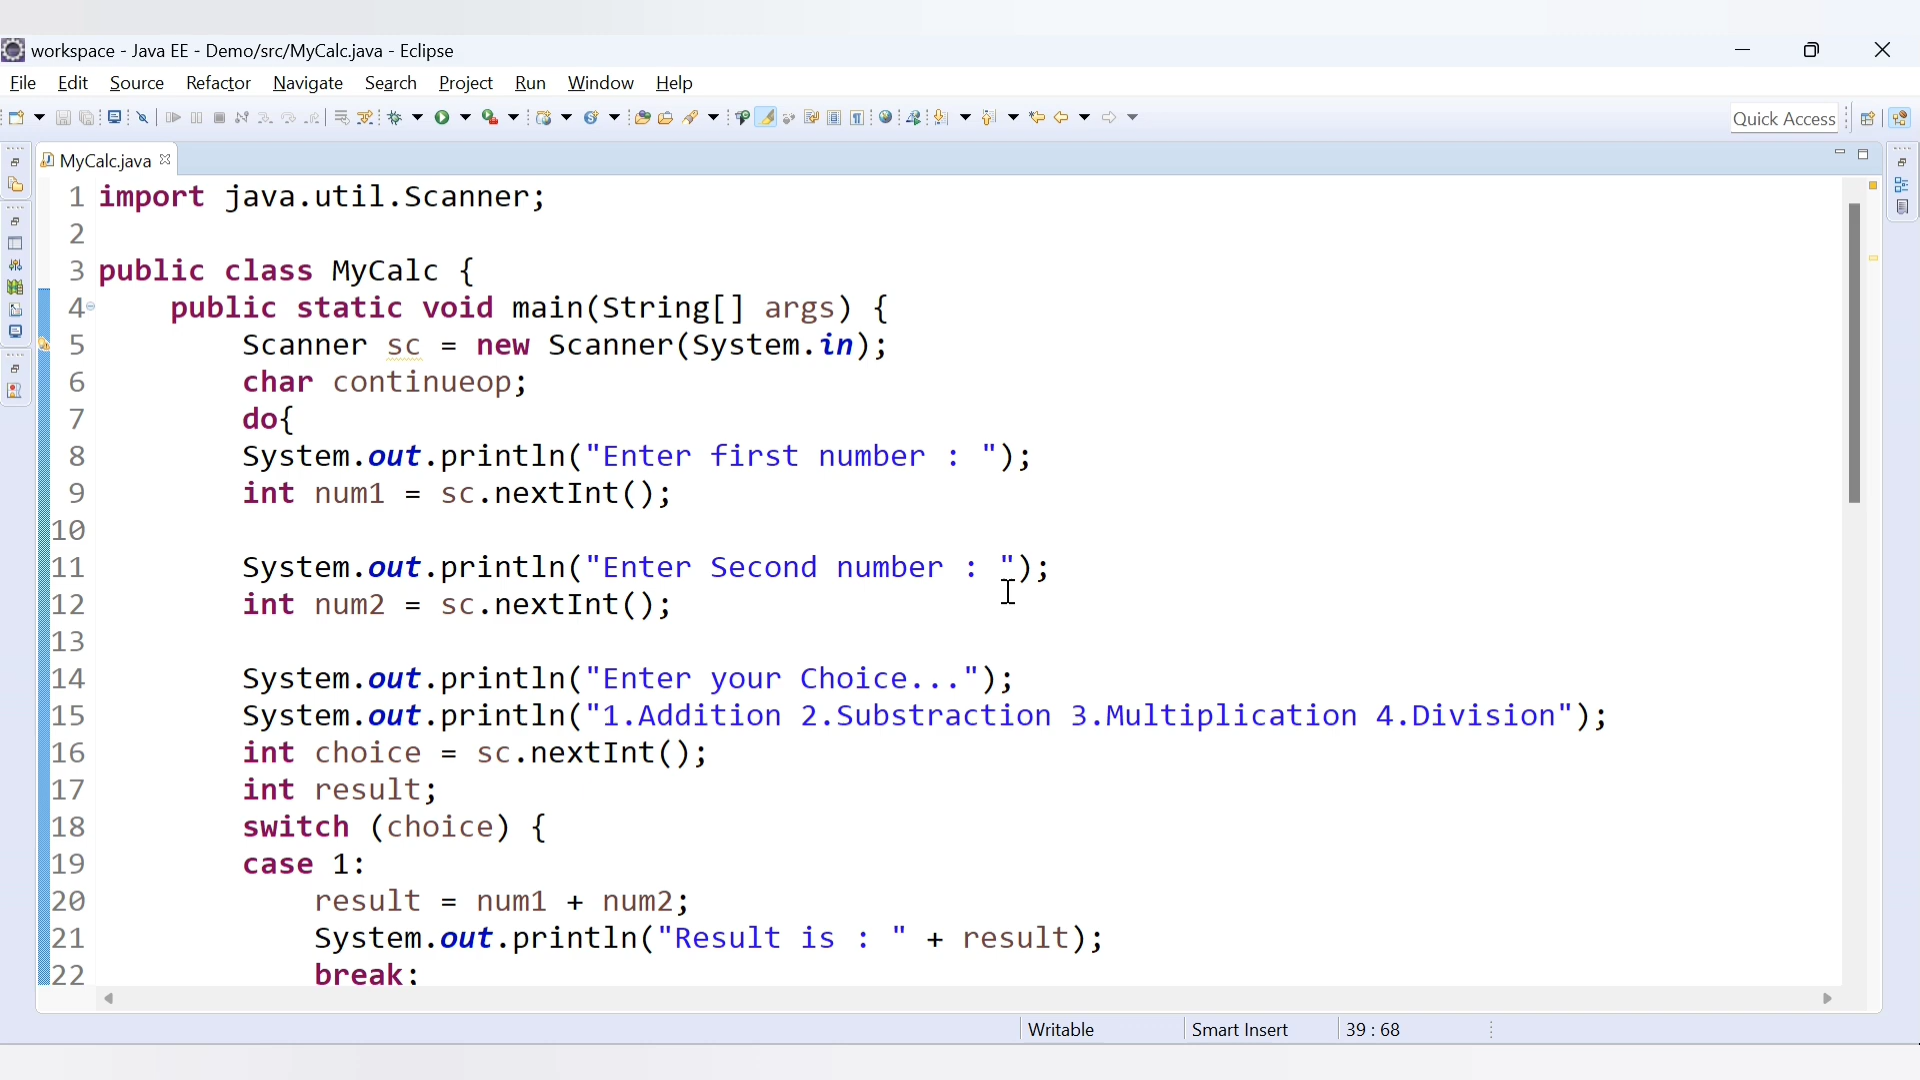 workspace - Java EE - Demo/src/MyCalc.java - Eclipse
File Edit Source Refactor Navigate Search Project Run Window Help
Quick Access
MyCalc.java
1 import java.util.Scanner;
2
3 public class MyCalc {
4 public static void main(String[] args) {
5 Scanner sc = new Scanner(System.in);
6 char continueop;
7 do{
8 System.out.println("Enter first number : ");
9 int num1 = sc.nextInt();
10
11 System.out.println("Enter Second number : ");
12 int num2 = sc.nextInt();
13
14 System.out.println("Enter your Choice...");
15 System.out.println("1.Addition 2.Substraction 3.Multiplication 4.Division");
16 int choice = sc.nextInt();
17 int result;
18 switch (choice) {
19 case 1:
20 result = num1 + num2;
21 System.out.println("Result is : " + result);
22 break;
Writable Smart Insert 39 : 68